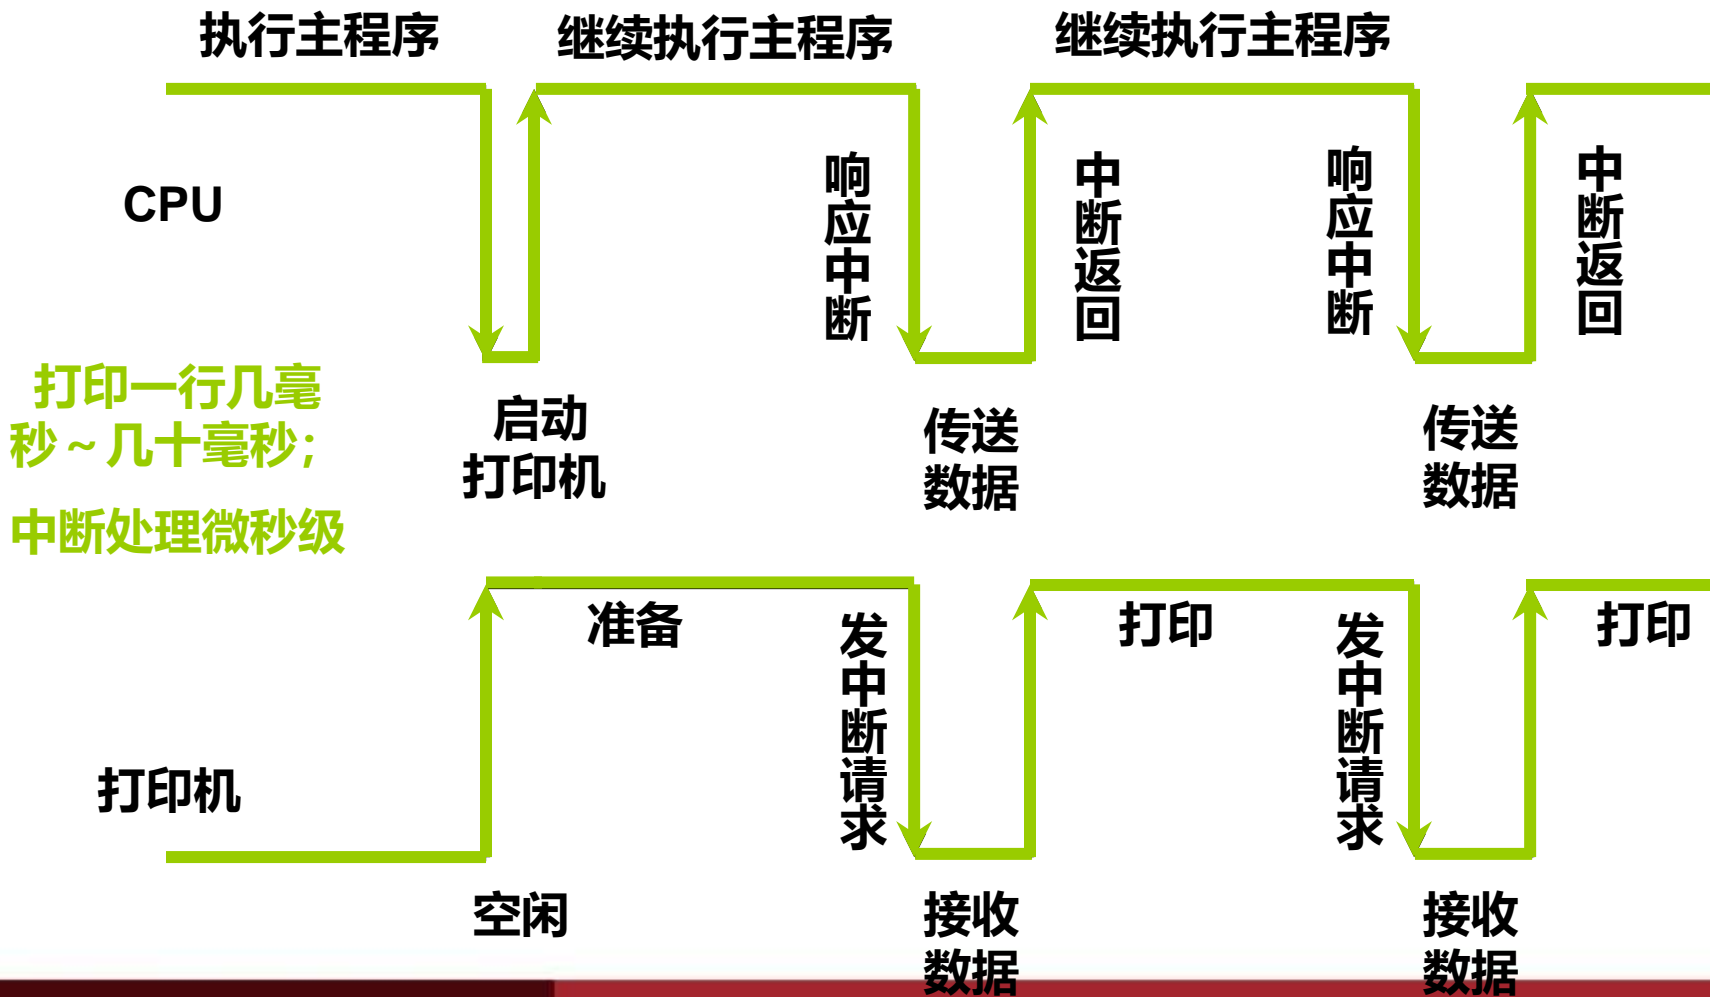 执行主程序
继续执行主程序
继续执行主程序
CPU
响应中断
中断返回
响应中断
中断返回
打印一行几毫
秒～几十毫秒；
中断处理微秒级
启动
打印机
传送
数据
传送
数据
准备
发中断请求
打印
发中断请求
打印
打印机
空闲
接收
数据
接收
数据